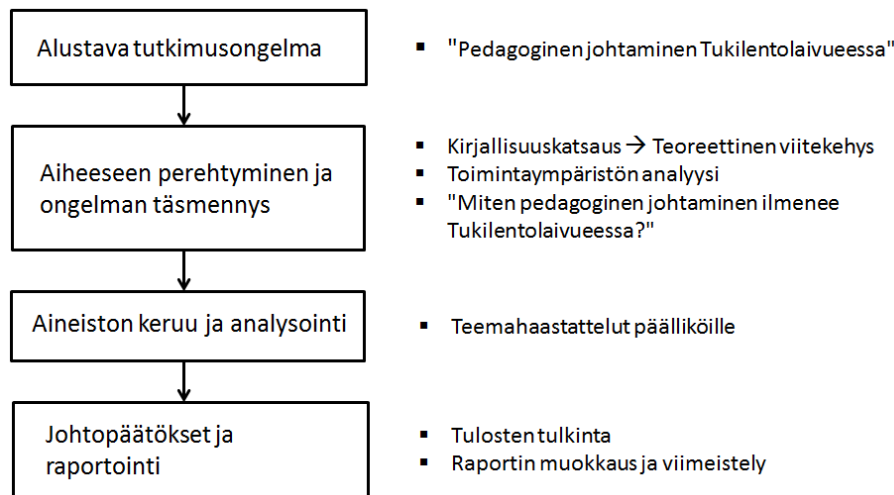 Alustava tutkimusongelma
▪ "Pedagoginen johtaminen Tukilentolaivueessa"
Aiheeseen perehtyminen ja
ongelman täsmennys
▪ Kirjallisuuskatsaus → Teoreettinen viitekehys
▪ Toimintaympäristön analyysi
▪ "Miten pedagoginen johtaminen ilmenee
Tukilentolaivueessa?"
Aineiston keruu ja analysointi
▪ Teemahaastattelut päälliköille
Johtopäätökset ja
raportointi
▪ Tulosten tulkinta
▪ Raportin muokkaus ja viimeistely